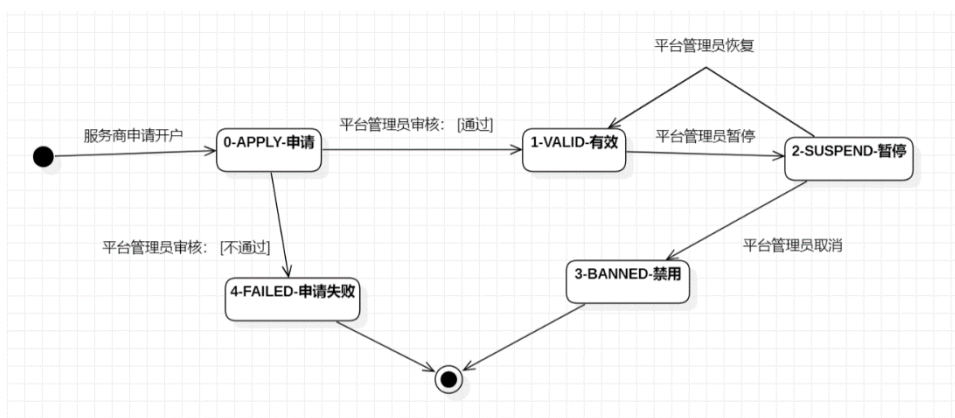 平台管理员恢复
服务商申请开户
平台管理员审核： [通过]
0-APPLY-申请
1-VALID-有效
平台管理员暂停
2-SUSPEND-暂停
平台管理员审核： [不通过]
平台管理员取消
3-BANNED-禁用
4-FAILED-申请失败